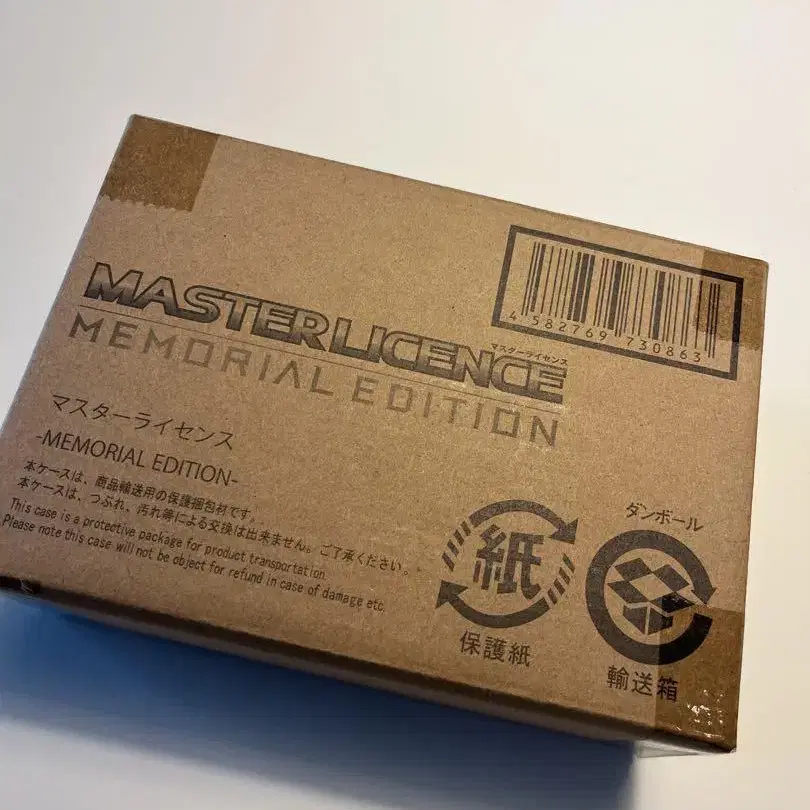 4 582769 730863
MASTER LICENCE
マスターライセンス
MEMORIAL EDITION
マスターライセンス
-MEMORIAL EDITION-
本ケースは、商品輸送用の保護梱包材です。
本ケースは、つぶれ、汚れ等による交換は出来ません。ご了承ください。
This case is a protective package for product transportation.
Please note this case will not be object for refund in case of damage etc.
紙
保護紙
ダンボール
輸送箱